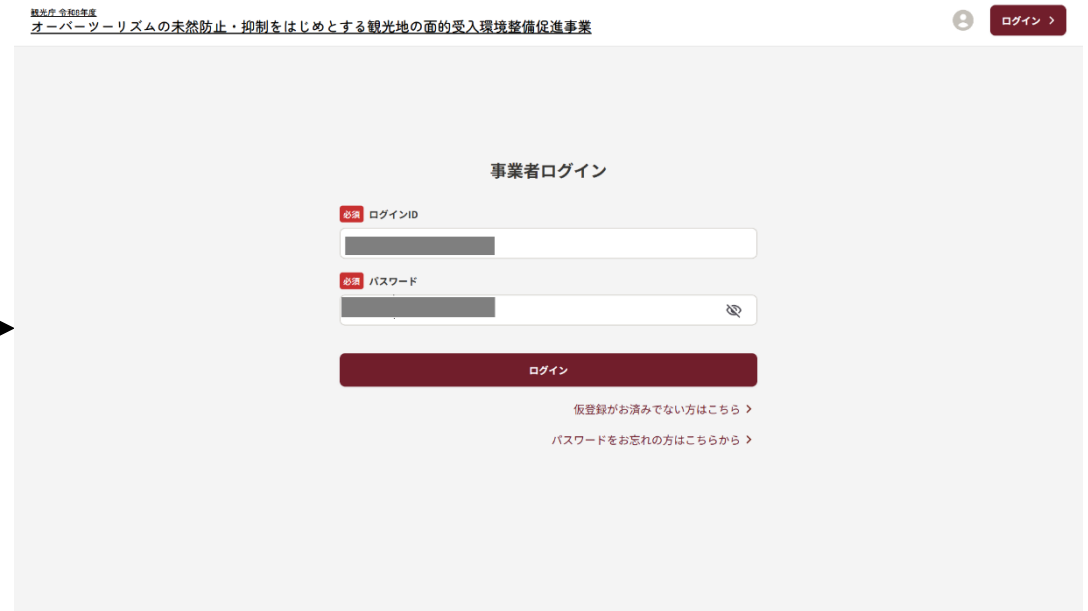 観光庁 令和6年度
オーバーツーリズムの未然防止・抑制をはじめとする観光地の面的受入環境整備促進事業
ログイン
事業者ログイン
必須 ログインID
必須 パスワード
ログイン
仮登録がお済みでない方はこちら
パスワードをお忘れの方はこちらから